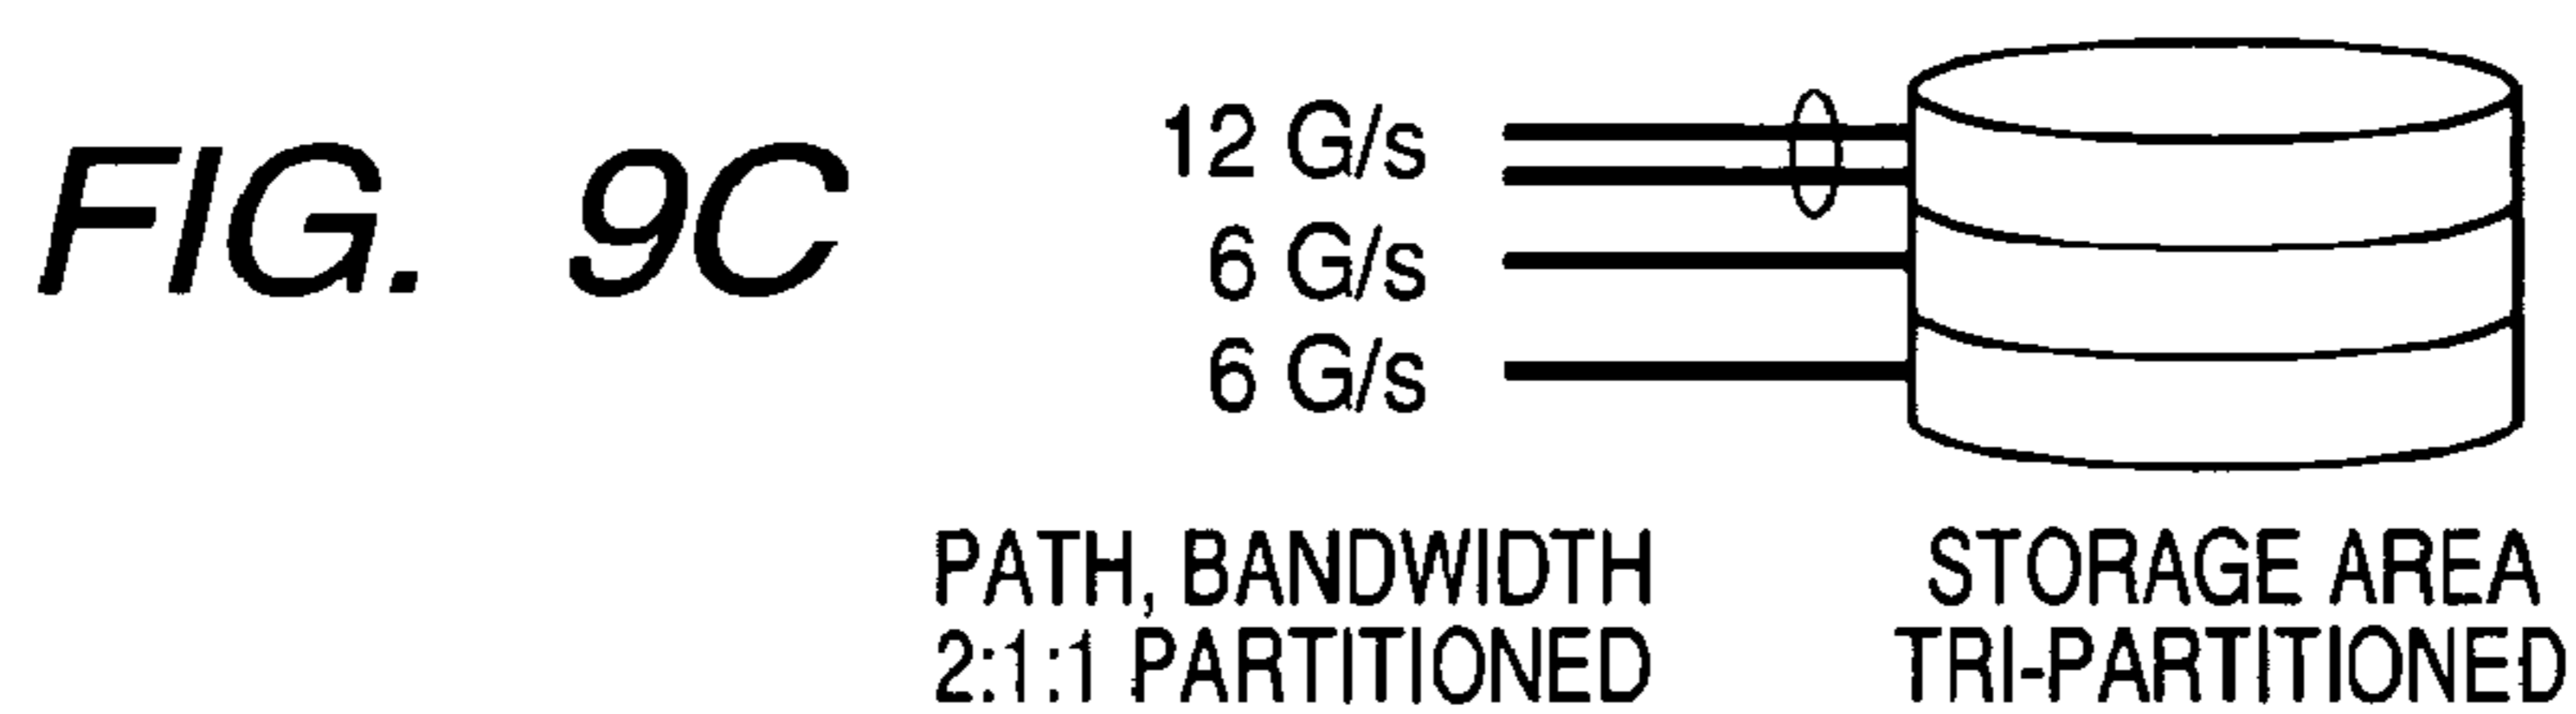 FIG. 9C
12 G/s
6 G/s
6 G/s
PATH, BANDWIDTH
2:1:1 PARTITIONED
STORAGE AREA
TRI-PARTITIONED